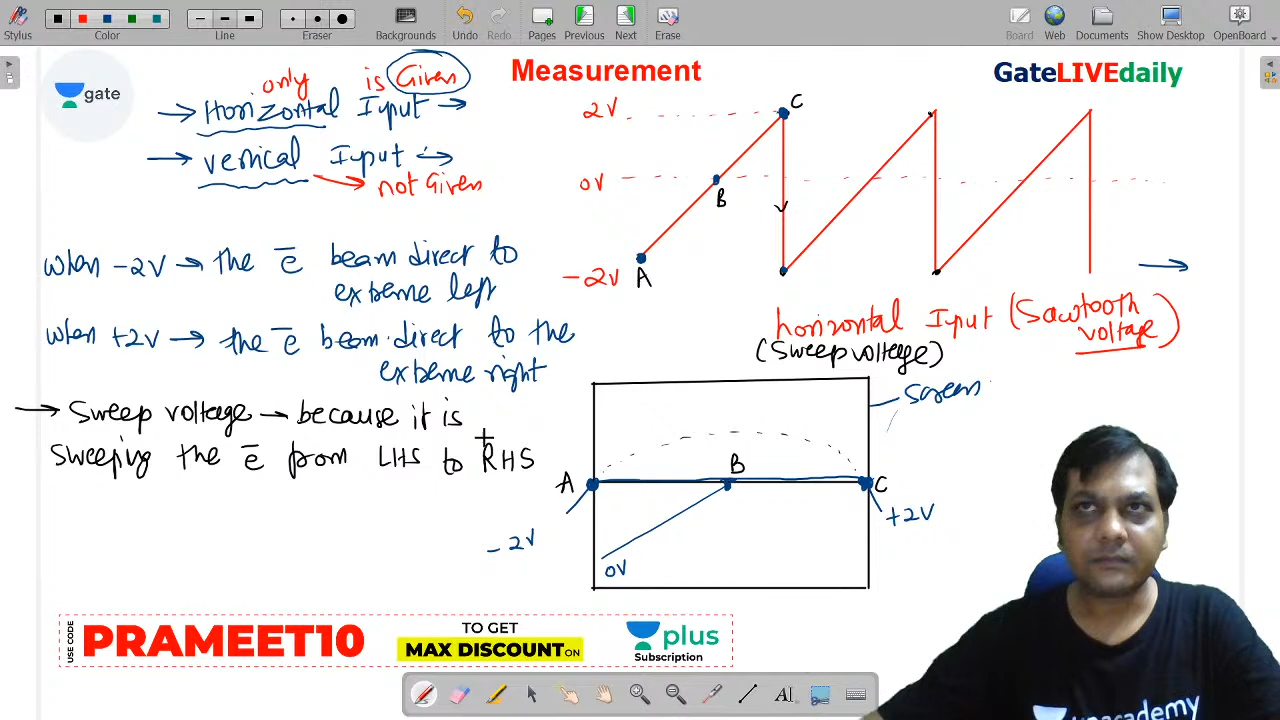 Stylus
Color
Line
Eraser
Backgrounds
Undo
Redo
Pages
Previous
Next
Erase
Board
Web
Documents
Show Desktop
OpenBoard
gate
only is Given
→ Horizontal Input →
→ vertical Input →
→ not Given
Measurement
GateLIVEdaily
2V
C
0V
B
-2V
A
horizontal Input (Sawtooth voltage)
(Sweep voltage)
when -2V → the e̅ beam direct to
extreme left
when +2V → the e̅ beam direct to the
extreme right
→ Sweep voltage → because it is
sweeping the e̅ from LHS to RHS
Screen
A
B
C
-2V
+2V
0V
USE CODE
PRAMEET10
TO GET
MAX DISCOUNT ON
plus
Subscription
unacademy